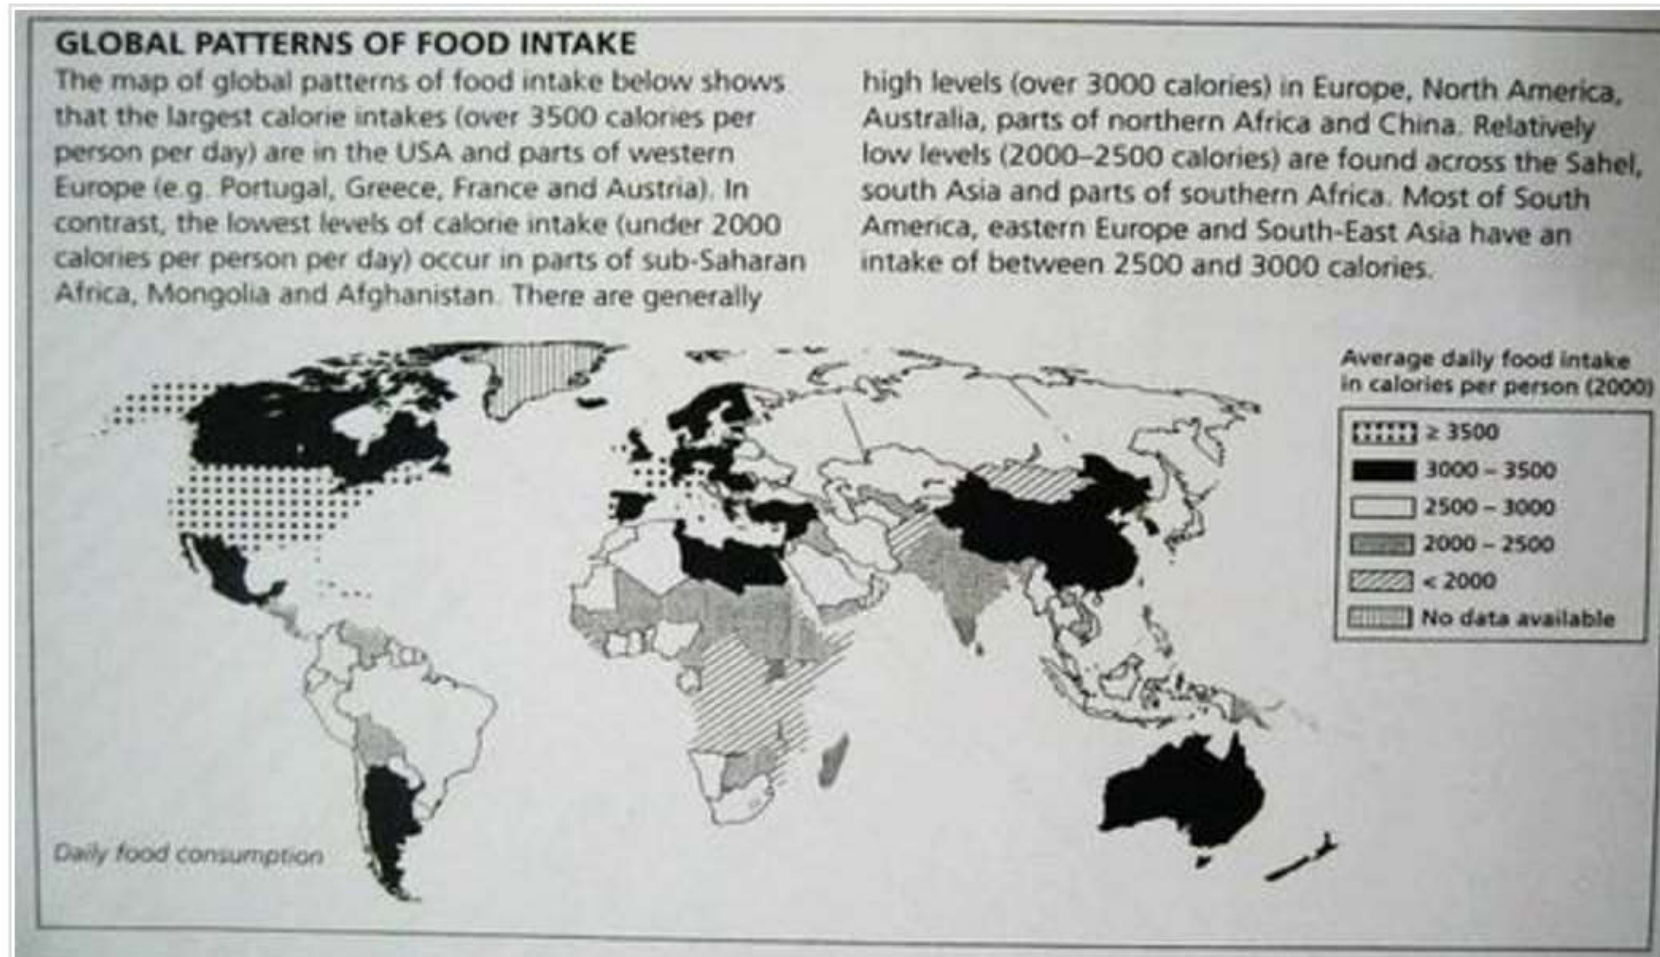 GLOBAL PATTERNS OF FOOD INTAKE
The map of global patterns of food intake below shows
that the largest calorie intakes (over 3500 calories per
person per day) are in the USA and parts of western
Europe (e.g. Portugal, Greece, France and Austria). In
contrast, the lowest levels of calorie intake (under 2000
calories per person per day) occur in parts of sub-Saharan
Africa, Mongolia and Afghanistan. There are generally
high levels (over 3000 calories) in Europe, North America,
Australia, parts of northern Africa and China. Relatively
low levels (2000–2500 calories) are found across the Sahel,
south Asia and parts of southern Africa. Most of South
America, eastern Europe and South-East Asia have an
intake of between 2500 and 3000 calories.
Average daily food intake
in calories per person (2000)
≥ 3500
3000 – 3500
2500 – 3000
2000 – 2500
< 2000
No data available
Daily food consumption